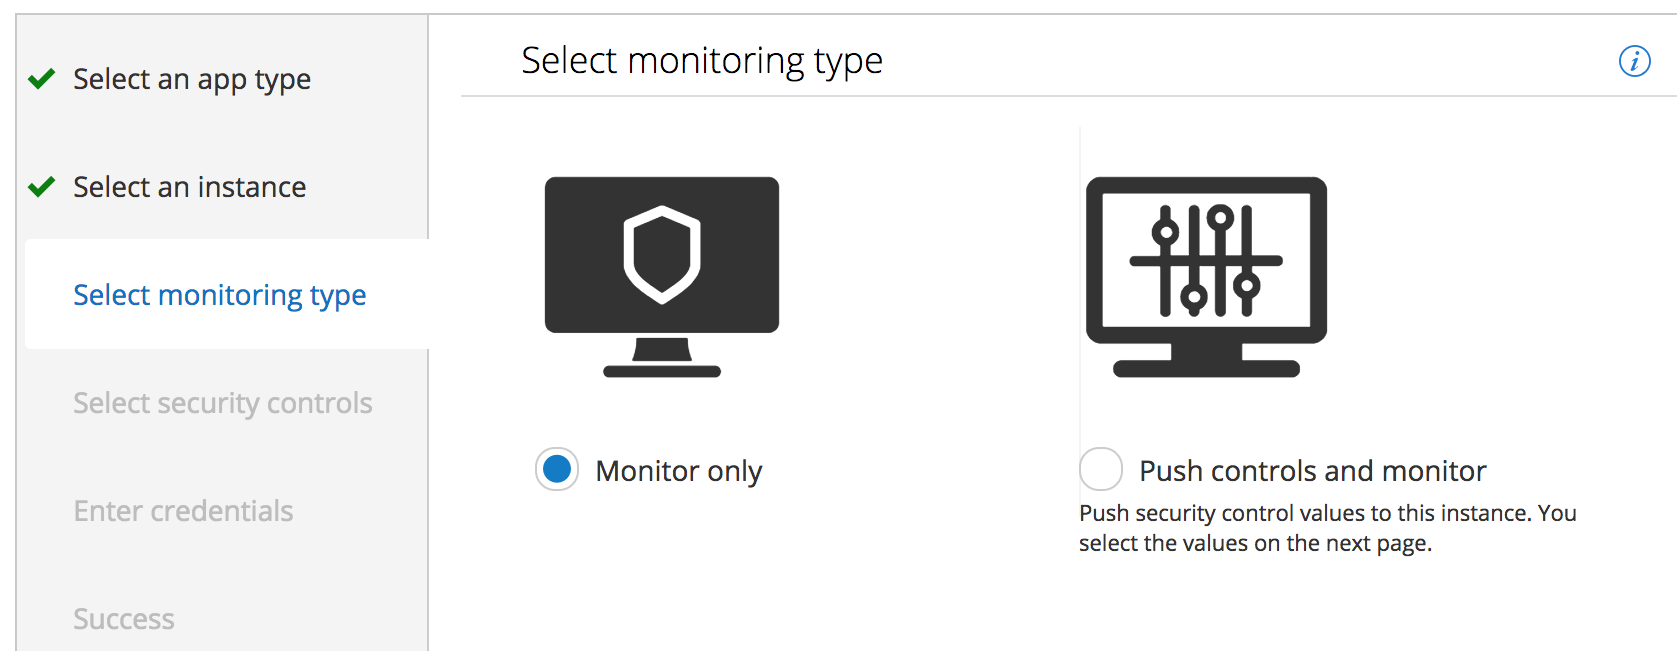 Select an app type
Select an instance
Select monitoring type
Select security controls
Enter credentials
Success
Select monitoring type
i
Monitor only
Push controls and monitor
Push security control values to this instance. You
select the values on the next page.